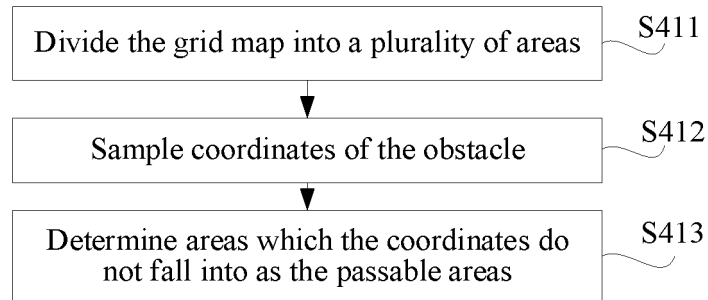 Divide the grid map into a plurality of areas
S411
Sample coordinates of the obstacle
S412
Determine areas which the coordinates do
not fall into as the passable areas
S413